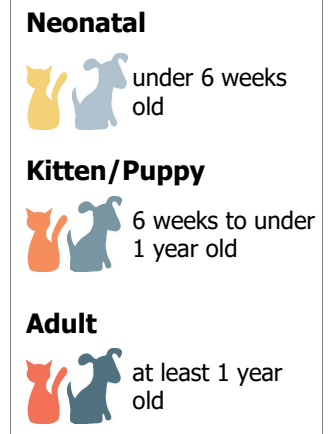 Neonatal
under 6 weeks
old
Kitten/Puppy
6 weeks to under
1 year old
Adult
at least 1 year
old